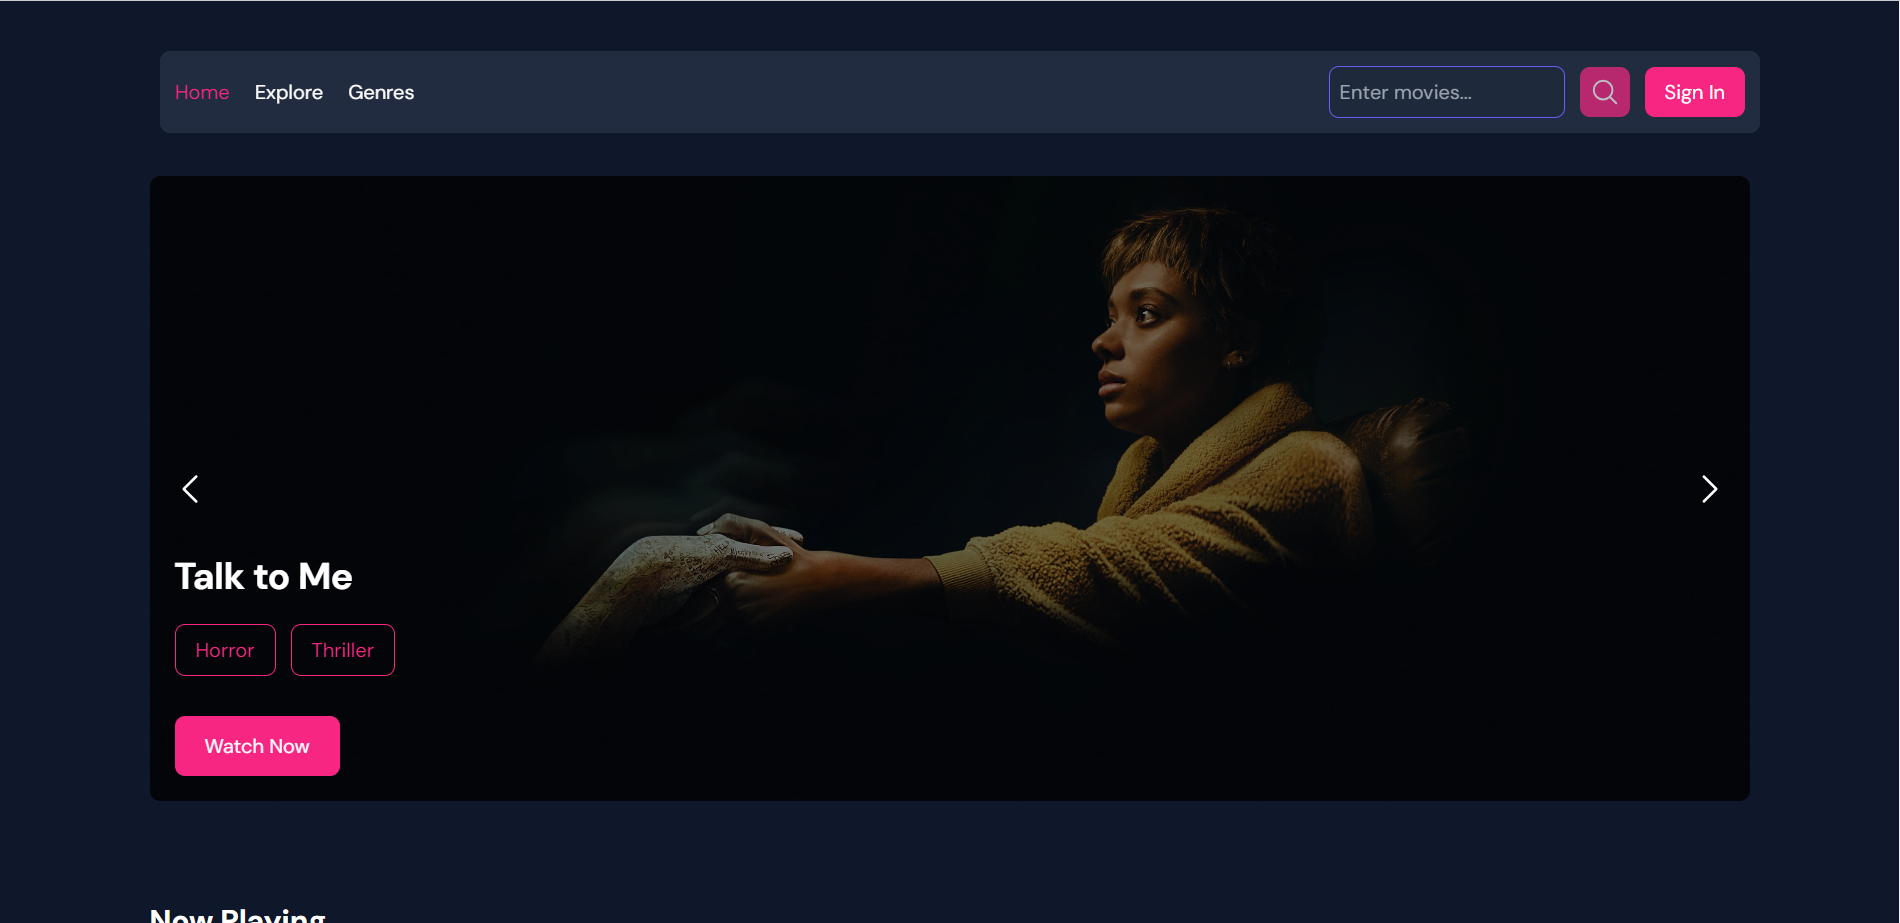 Home Explore Genres Enter movies... Sign In
Talk to Me
Horror Thriller
Watch Now
Now Playing